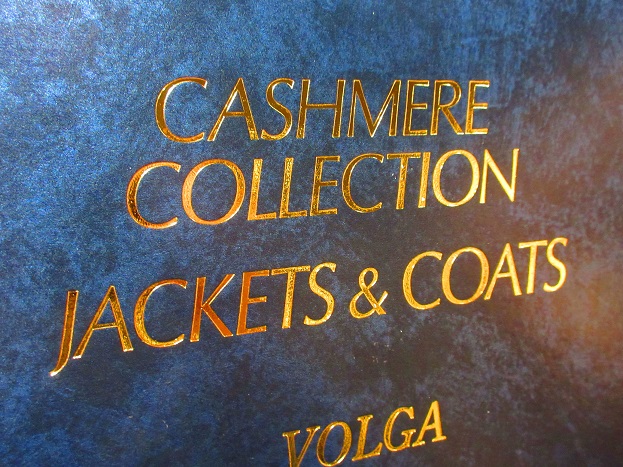 CASHMERE
COLLECTION
JACKETS & COATS
VOLGA